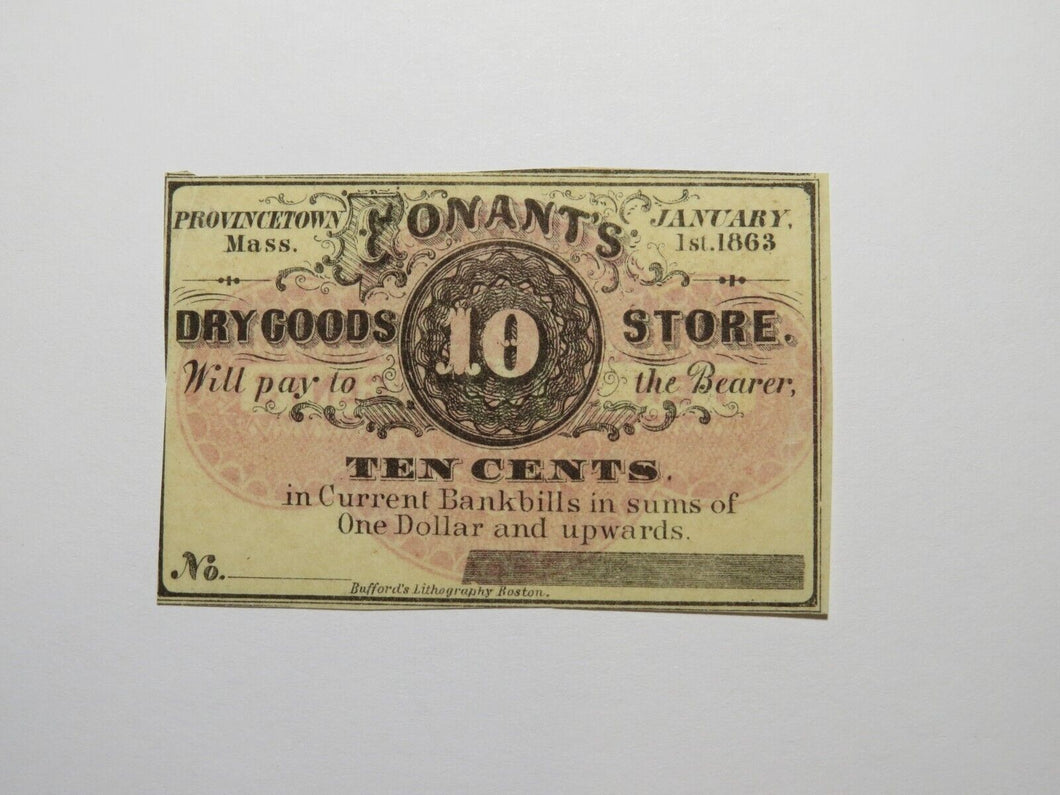 PROVINCETOWN
Mass.
CONANT'S
JANUARY,
1st. 1863
DRY GOODS 10 STORE.
Will pay to the Bearer,
TEN CENTS.
in Current Bankbills in sums of
One Dollar and upwards.
No.
Bufford's Lithography Boston.